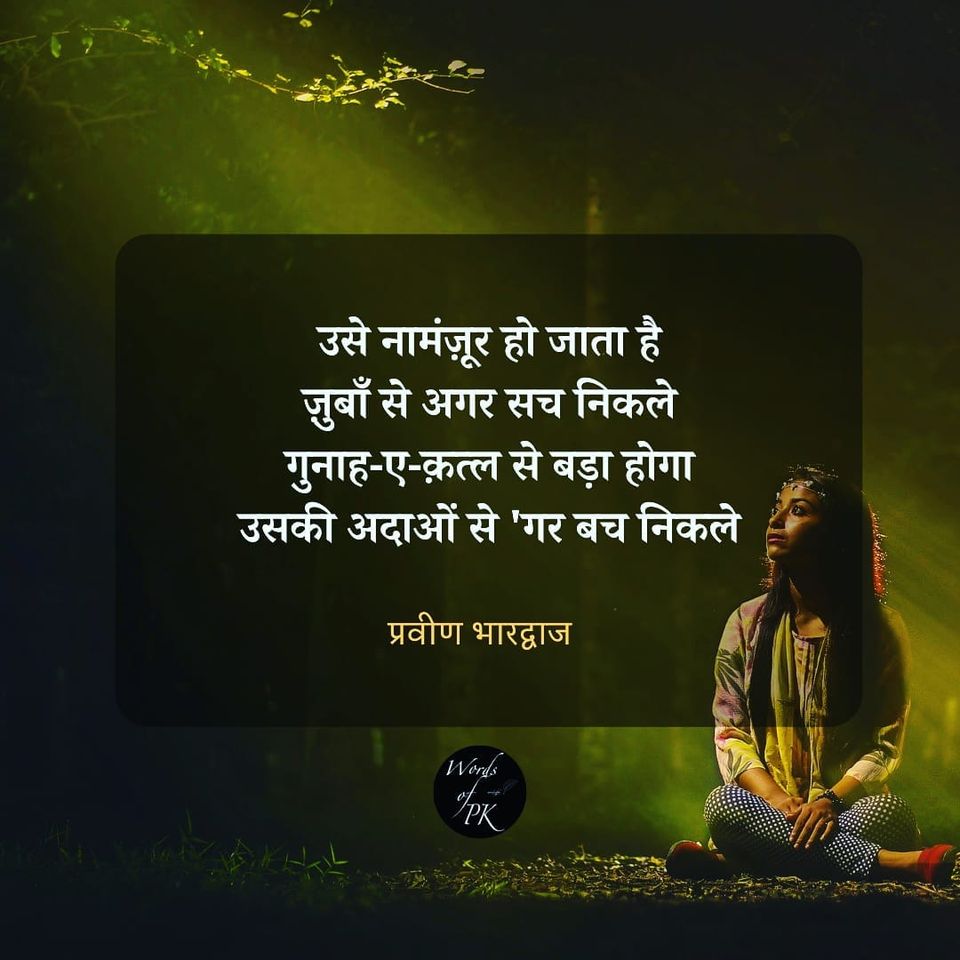 उसे नामंज़ूर हो जाता है
ज़ुबाँ से अगर सच निकले
गुनाह-ए-क़त्ल से बड़ा होगा
उसकी अदाओं से 'गर बच निकले
प्रवीण भारद्वाज
Words
of
PK